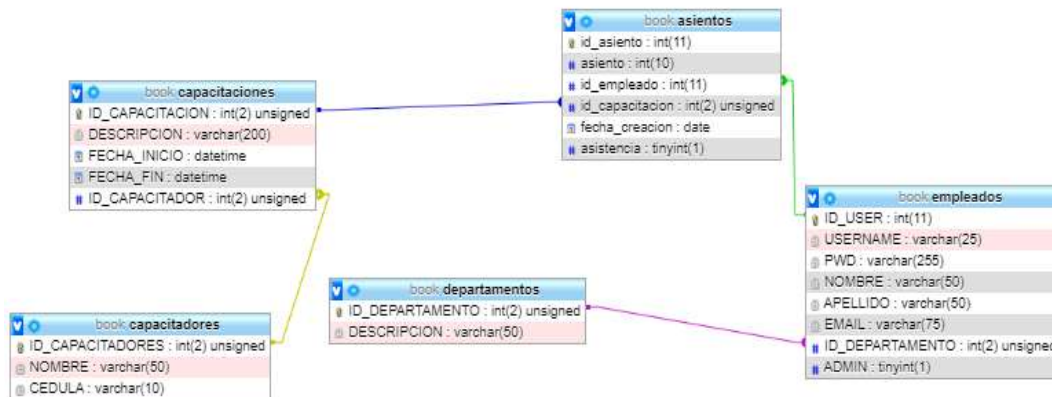 book asientos
id_asiento : int(11)
asiento : int(10)
id_empleado : int(11)
id_capacitacion : int(2) unsigned
fecha_creacion : date
asistencia : tinyint(1)
book capacitaciones
ID_CAPACITACION : int(2) unsigned
DESCRIPCION : varchar(200)
FECHA_INICIO : datetime
FECHA_FIN : datetime
ID_CAPACITADOR : int(2) unsigned
book empleados
ID_USER : int(11)
USERNAME : varchar(25)
PWD : varchar(255)
NOMBRE : varchar(50)
APELLIDO : varchar(50)
EMAIL : varchar(75)
ID_DEPARTAMENTO : int(2) unsigned
ADMIN : tinyint(1)
book departamentos
ID_DEPARTAMENTO : int(2) unsigned
DESCRIPCION : varchar(50)
book capacitadores
ID_CAPACITADORES : int(2) unsigned
NOMBRE : varchar(50)
CEDULA : varchar(10)